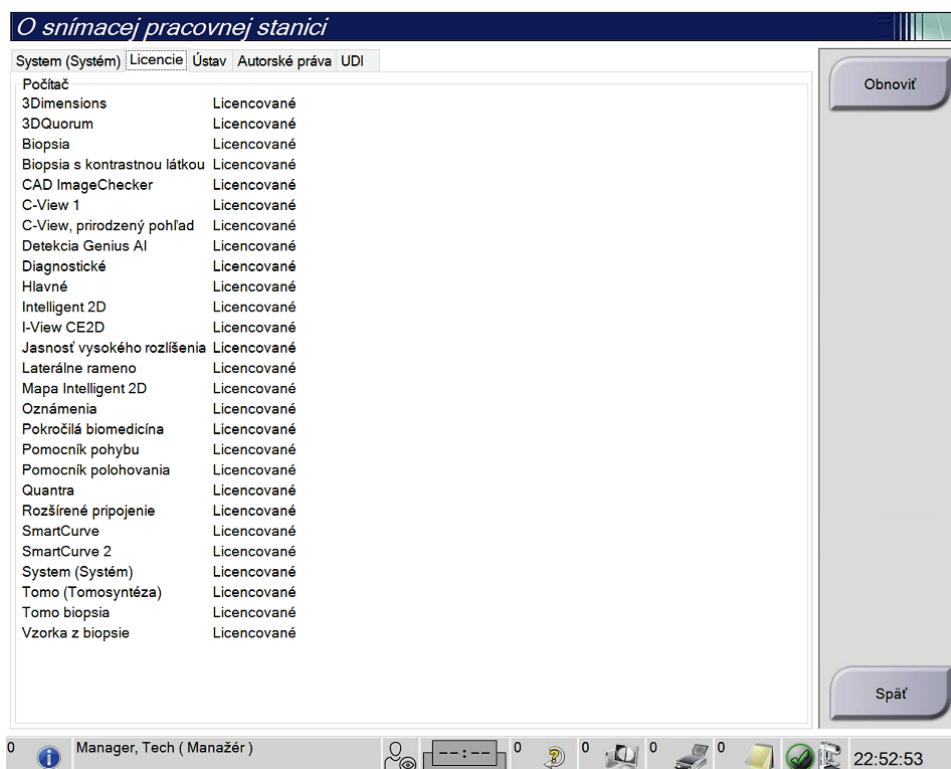 O snímacej pracovnej stanici
System (Systém) Licencie Ústav Autorské práva UDI
Počítač
3Dimensions Licencované
3DQuorum Licencované
Biopsia Licencované
Biopsia s kontrastnou látkou Licencované
CAD ImageChecker Licencované
C-View 1 Licencované
C-View, prirodzený pohľad Licencované
Detekcia Genius AI Licencované
Diagnostické Licencované
Hlavné Licencované
Intelligent 2D Licencované
I-View CE2D Licencované
Jasnosť vysokého rozlíšenia Licencované
Laterálne rameno Licencované
Mapa Intelligent 2D Licencované
Oznámenia Licencované
Pokročilá biomedicína Licencované
Pomocník pohybu Licencované
Pomocník polohovania Licencované
Quantra Licencované
Rozšírené pripojenie Licencované
SmartCurve Licencované
SmartCurve 2 Licencované
System (Systém) Licencované
Tomo (Tomosyntéza) Licencované
Tomo biopsia Licencované
Vzorka z biopsie Licencované
Obnoviť
Späť
0 Manager, Tech ( Manažér ) --:-- 0 0 0 0 22:52:53